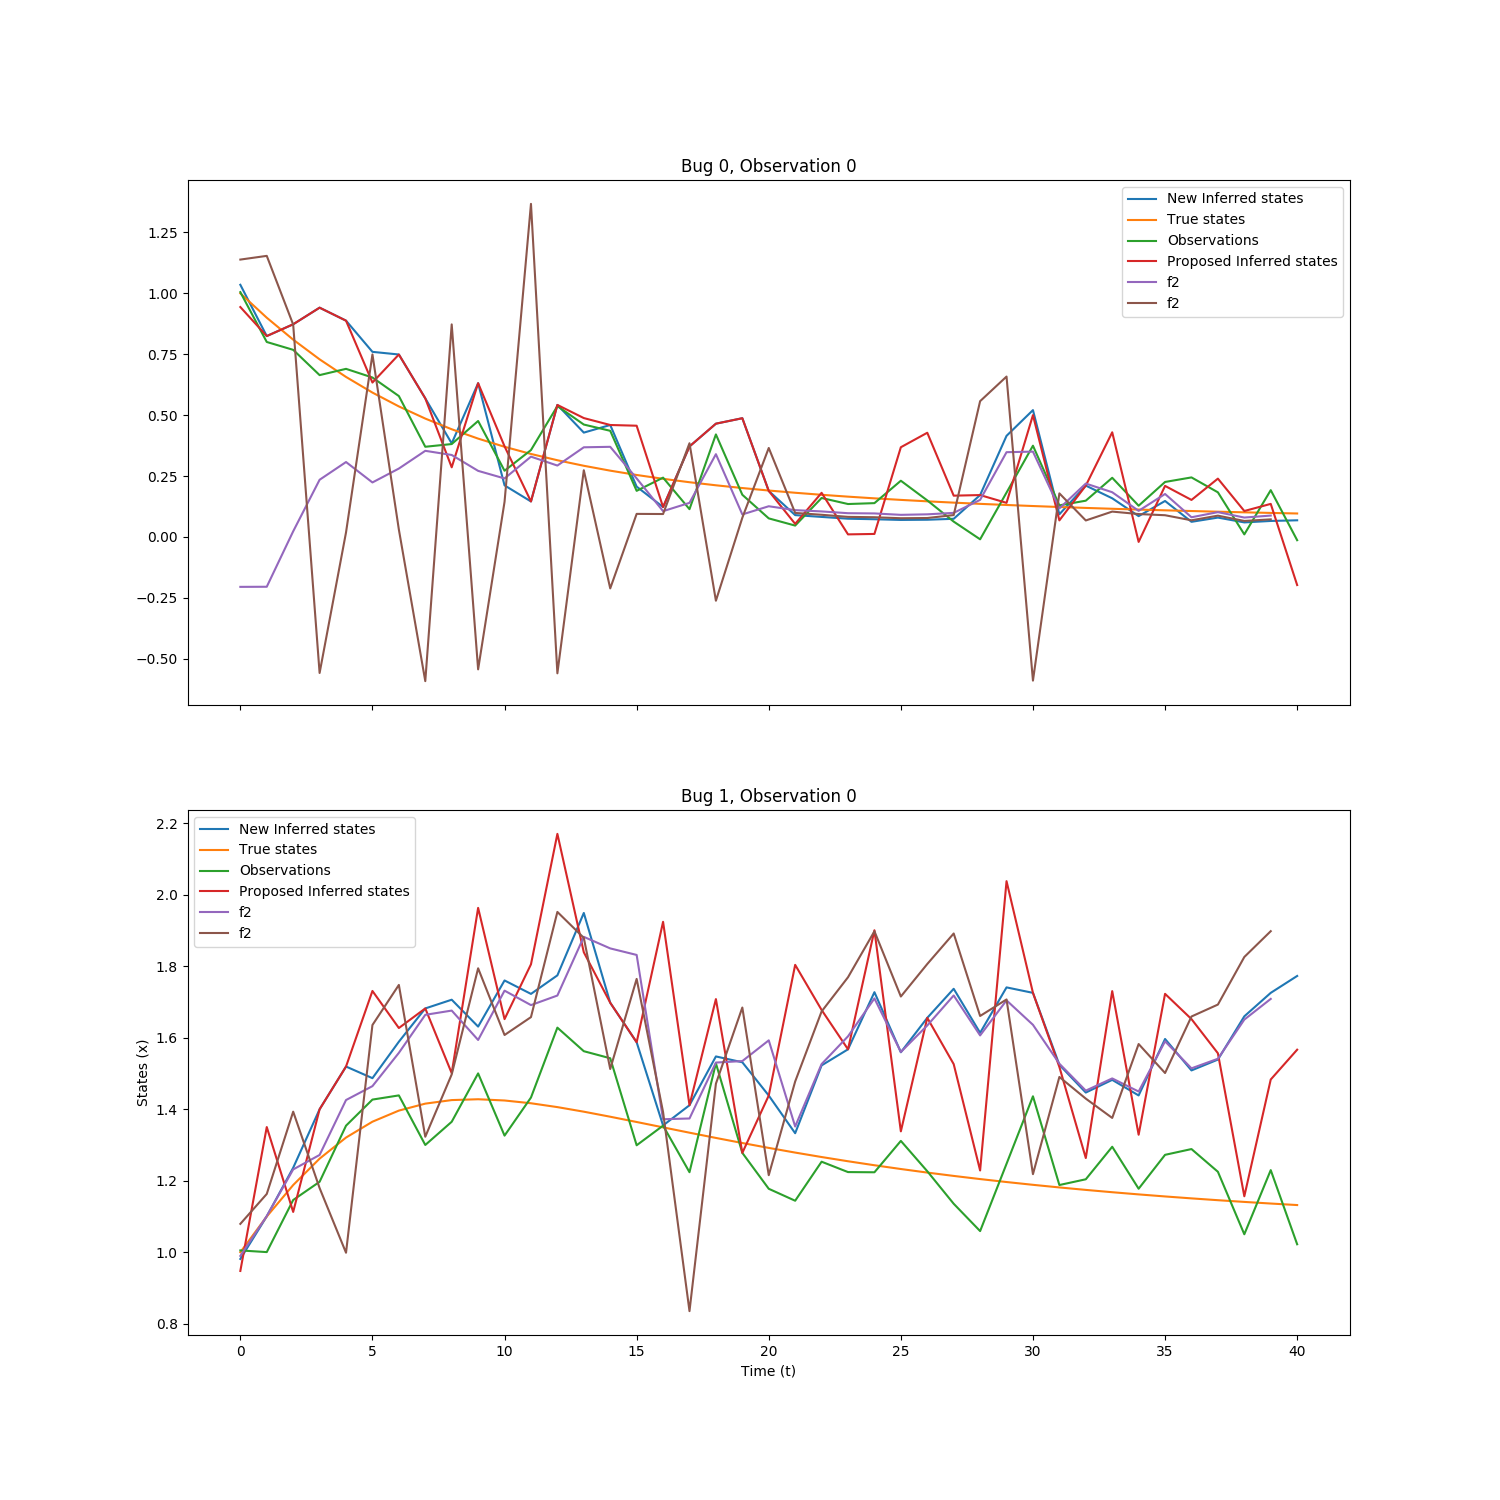 Bug 0, Observation 0
New Inferred states
True states
Observations
Proposed Inferred states
f2
f2
1.25
1.00
0.75
0.50
0.25
0.00
−0.25
−0.50
Bug 1, Observation 0
New Inferred states
True states
Observations
Proposed Inferred states
f2
f2
States (x)
2.2
2.0
1.8
1.6
1.4
1.2
1.0
0.8
0 5 10 15 20 25 30 35 40
Time (t)